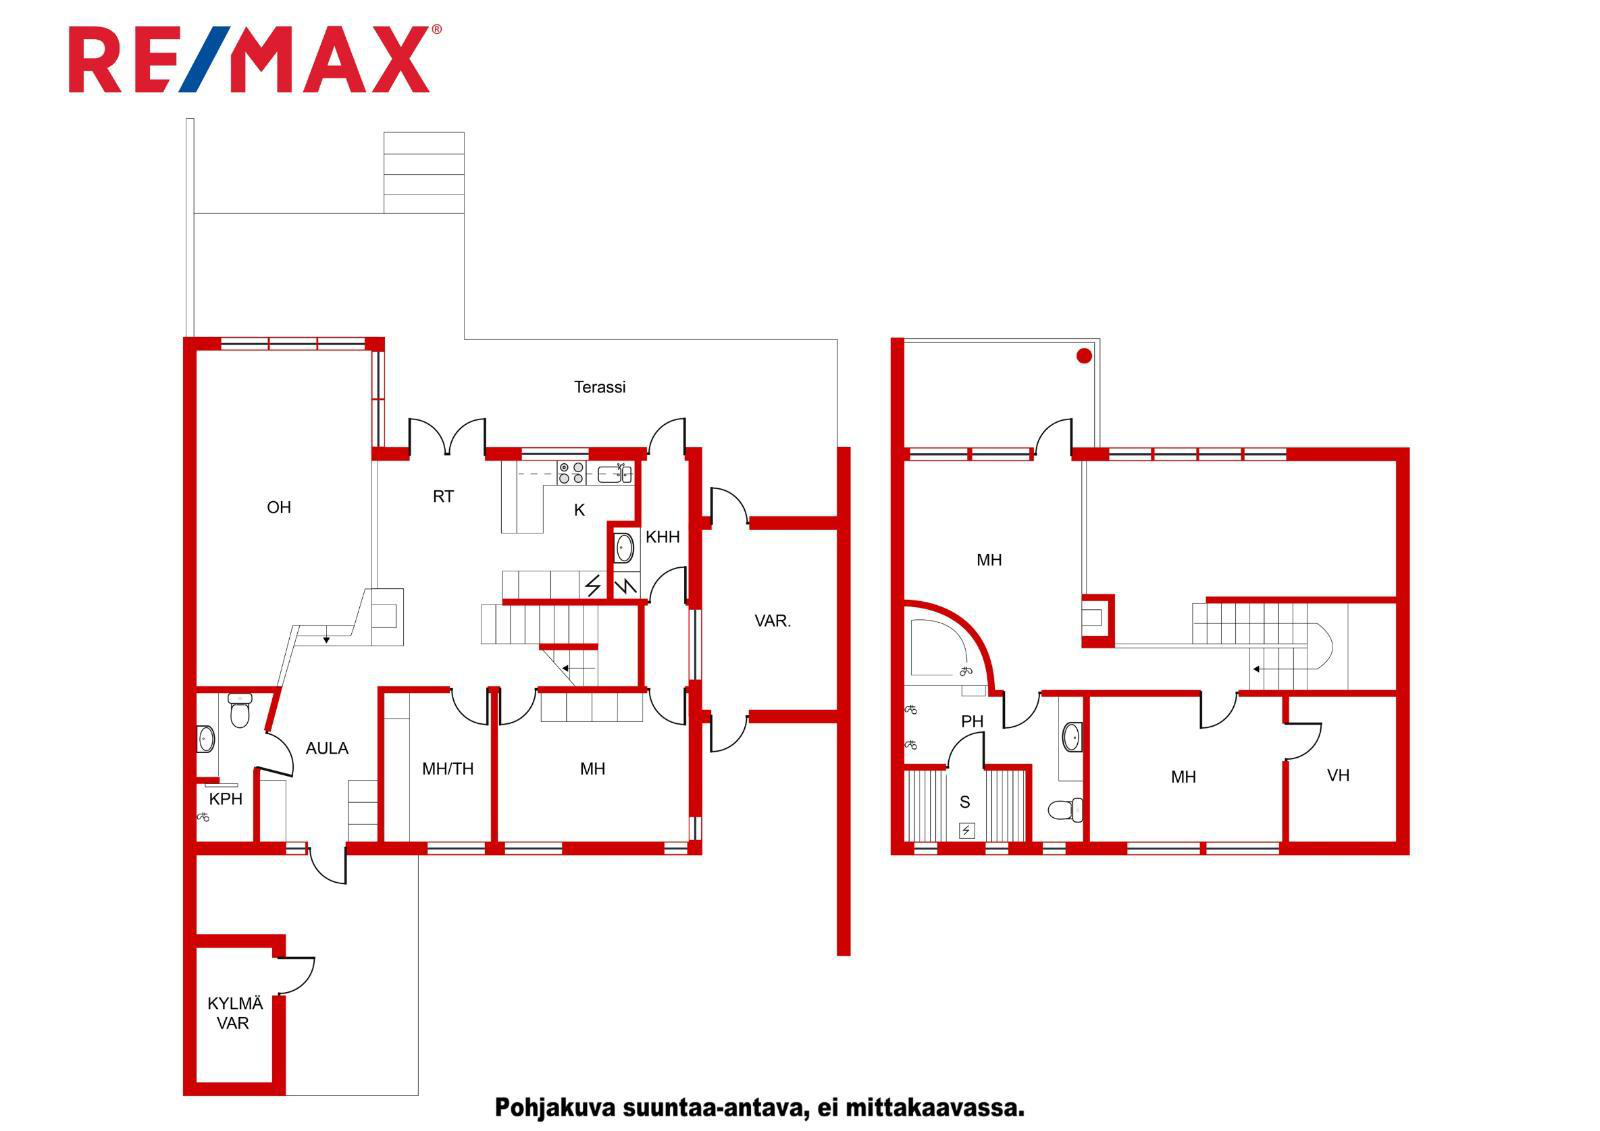 RE/MAX®
Terassi
OH
RT
K
KHH
MH
VAR.
PH
AULA
MH/TH
MH
MH
VH
S
KPH
KYLMÄ
VAR
Pohjakuva suuntaa-antava, ei mittakaavassa.